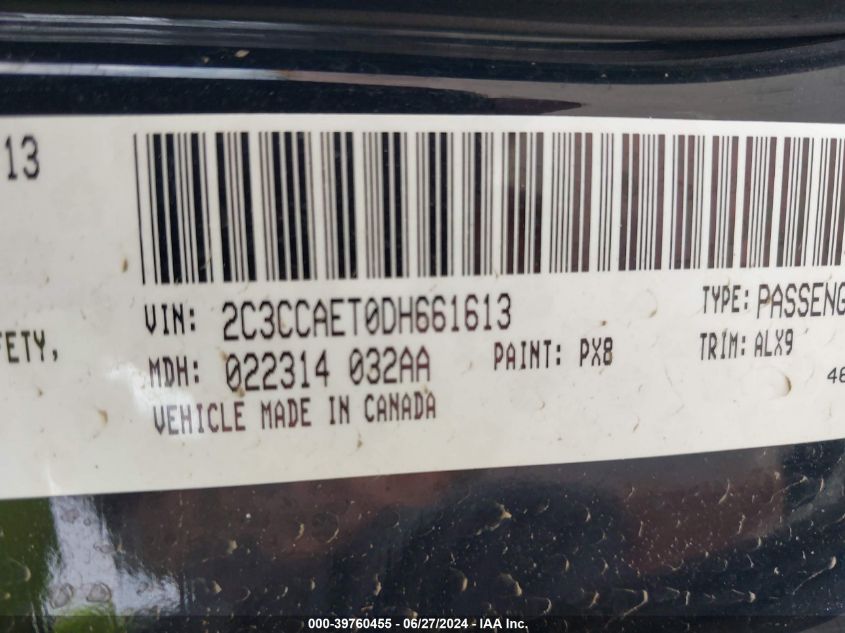 13
VIN: 2C3CCAET0DH661613
TYPE: PASSENG
FETY,
MDH: 022314 032AA
PAINT: PX8
TRIM: ALX9
48
VEHICLE MADE IN CANADA
000-39760455 - 06/27/2024 - IAA Inc.